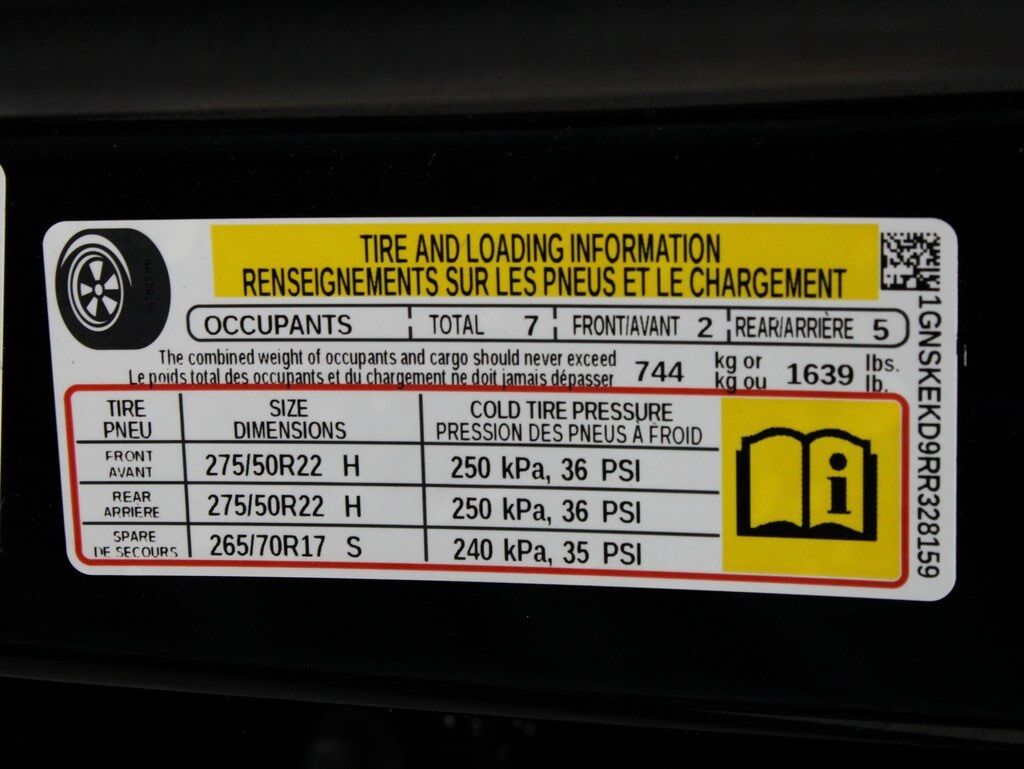 TIRE AND LOADING INFORMATION
RENSEIGNEMENTS SUR LES PNEUS ET LE CHARGEMENT
OCCUPANTS TOTAL 7 FRONT/AVANT 2 REAR/ARRIÈRE 5
The combined weight of occupants and cargo should never exceed 744 kg or 1639 lbs.
Le poids total des occupants et du chargement ne doit jamais dépasser kg ou lb.
TIRE SIZE COLD TIRE PRESSURE
PNEU DIMENSIONS PRESSION DES PNEUS À FROID
FRONT
AVANT 275/50R22 H 250 kPa, 36 PSI
REAR
ARRIÈRE 275/50R22 H 250 kPa, 36 PSI
SPARE
DE SECOURS 265/70R17 S 240 kPa, 35 PSI
i
1GNSKEKD9RR328159